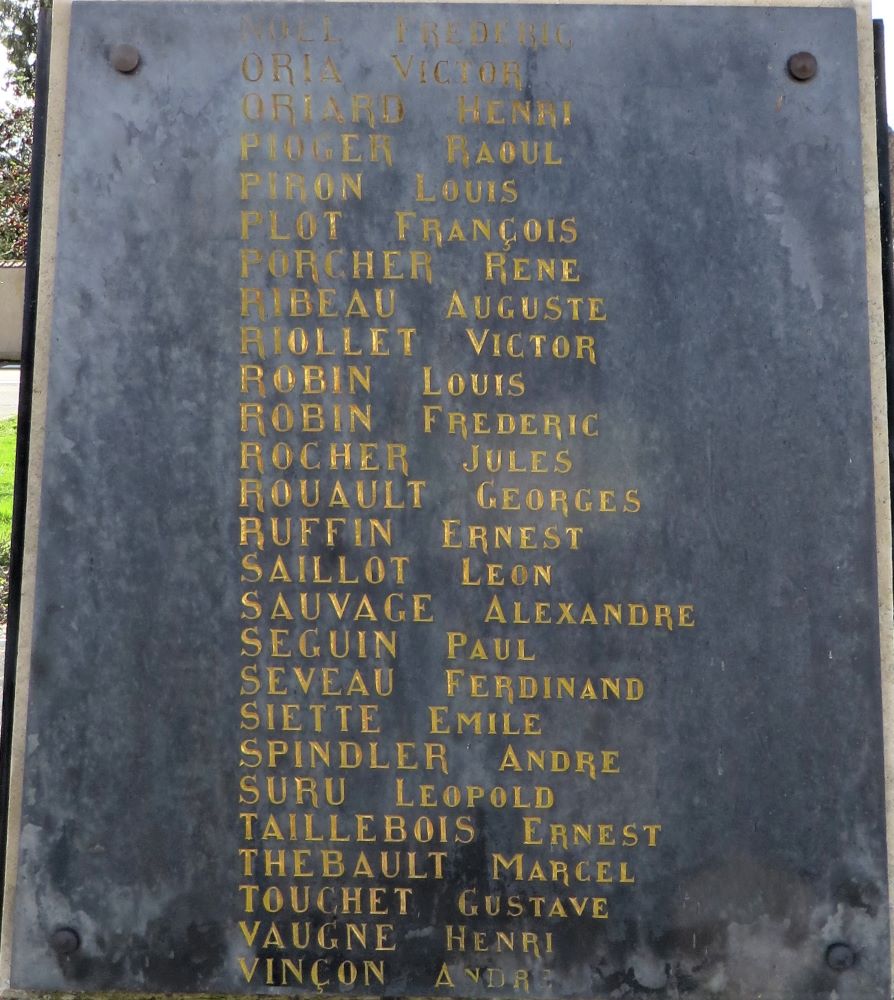 NOËL FREDERIC
ORIA VICTOR
ORIARD HENRI
PIOGER RAOUL
PIRON LOUIS
PLOT FRANÇOIS
PORCHER RENE
RIBEAU AUGUSTE
RIOLLET VICTOR
ROBIN LOUIS
ROBIN FREDERIC
ROCHER JULES
ROUAULT GEORGES
RUFFIN ERNEST
SAILLOT LEON
SAUVAGE ALEXANDRE
SEGUIN PAUL
SEVEAU FERDINAND
SIETTE EMILE
SPINDLER ANDRE
SURU LEOPOLD
TAILLEBOIS ERNEST
THEBAULT MARCEL
TOUCHET GUSTAVE
VAUGNE HENRI
VINÇON ANDRE